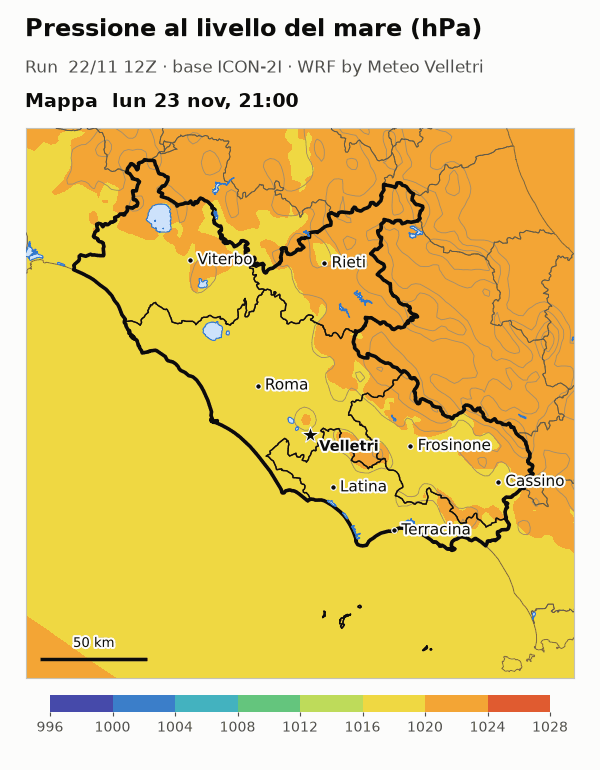 Pressione al livello del mare (hPa)
Run  22/11 12Z · base ICON-2I · WRF by Meteo Velletri
Mappa  lun 23 nov, 21:00
Viterbo
Rieti
Roma
Velletri
Frosinone
Latina
Cassino
Terracina
50 km
996 1000 1004 1008 1012 1016 1020 1024 1028